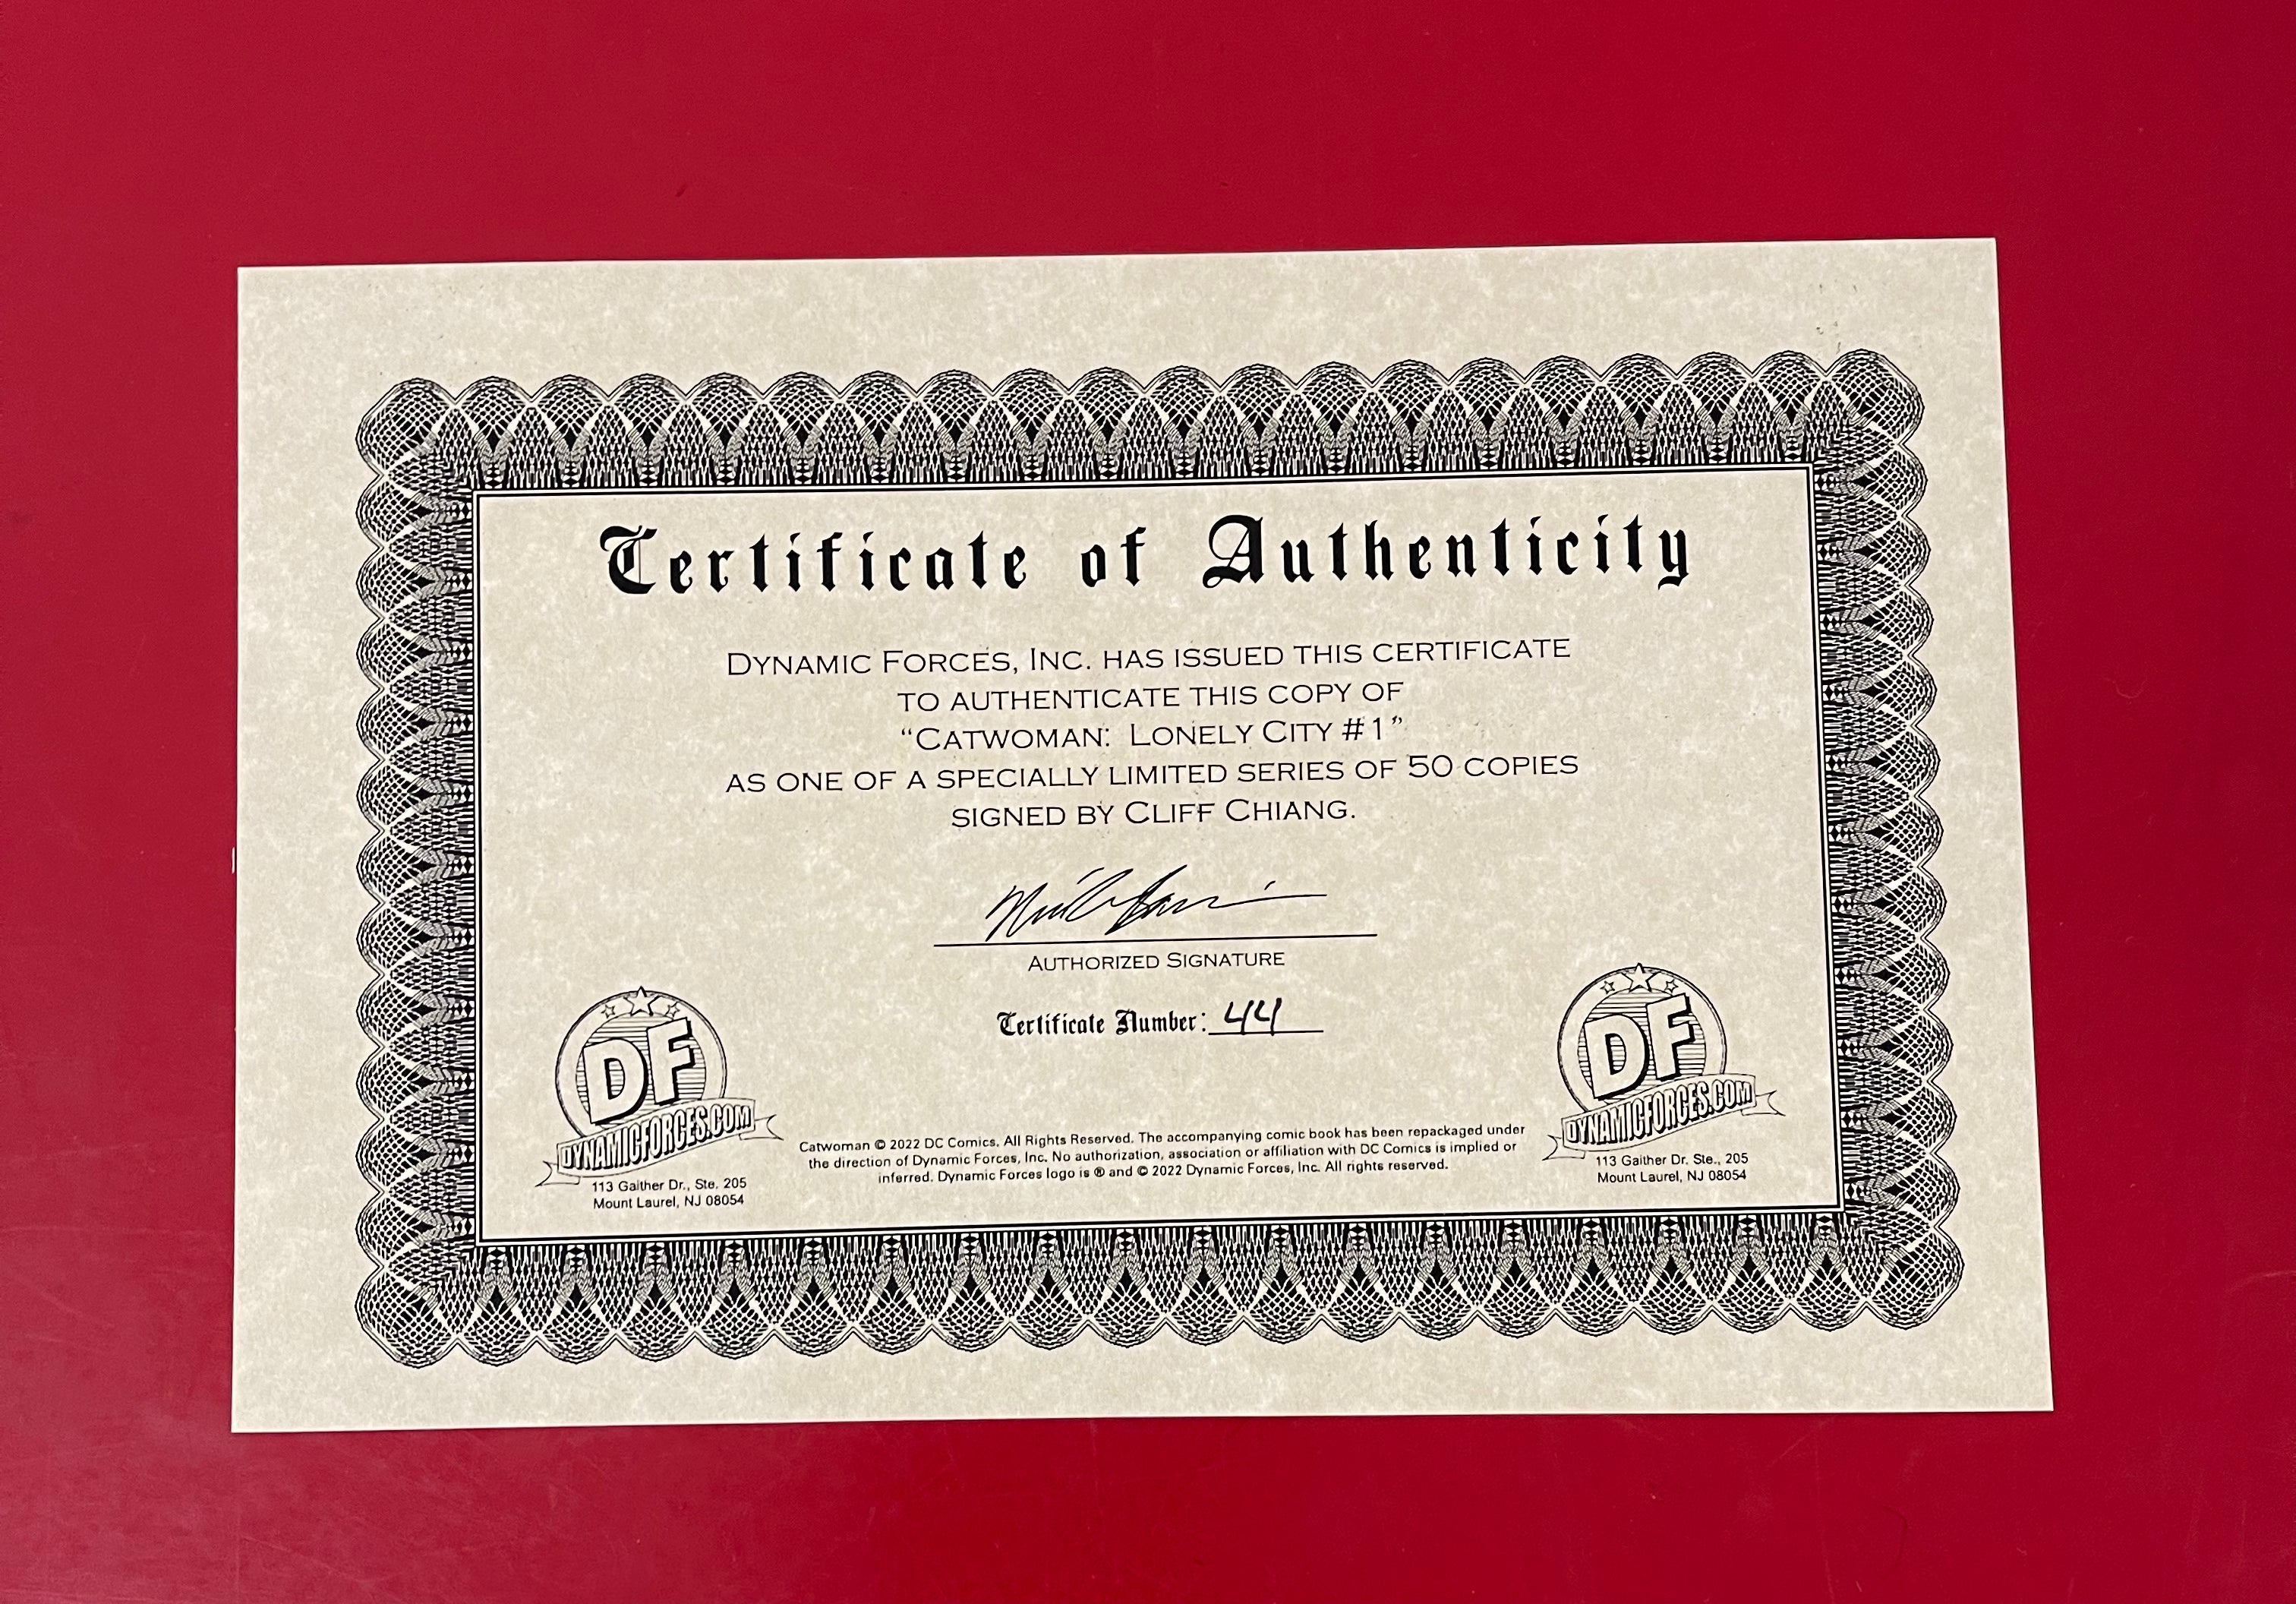 Certificate of Authenticity
DYNAMIC FORCES, INC. HAS ISSUED THIS CERTIFICATE
TO AUTHENTICATE THIS COPY OF
“CATWOMAN: LONELY CITY #1”
AS ONE OF A SPECIALLY LIMITED SERIES OF 50 COPIES
SIGNED BY CLIFF CHIANG.
AUTHORIZED SIGNATURE
Certificate Number: 44
DF
DYNAMICFORCES.COM
113 Gaither Dr., Ste. 205
Mount Laurel, NJ 08054
Catwoman © 2022 DC Comics. All Rights Reserved. The accompanying comic book has been repackaged under
the direction of Dynamic Forces, Inc. No authorization, association or affiliation with DC Comics is implied or
inferred. Dynamic Forces logo is ® and © 2022 Dynamic Forces, Inc. All rights reserved.
DF
DYNAMICFORCES.COM
113 Gaither Dr. Ste., 205
Mount Laurel, NJ 08054